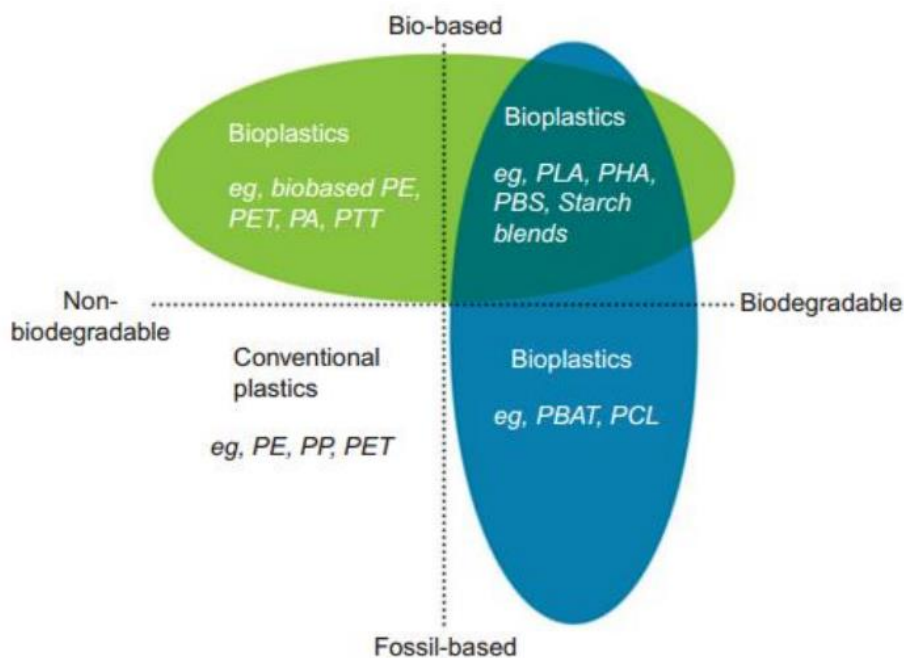 Bio-based
Bioplastics
eg, biobased PE,
PET, PA, PTT
Bioplastics
eg, PLA, PHA,
PBS, Starch
blends
Non-
biodegradable
Biodegradable
Conventional
plastics
eg, PE, PP, PET
Bioplastics
eg, PBAT, PCL
Fossil-based